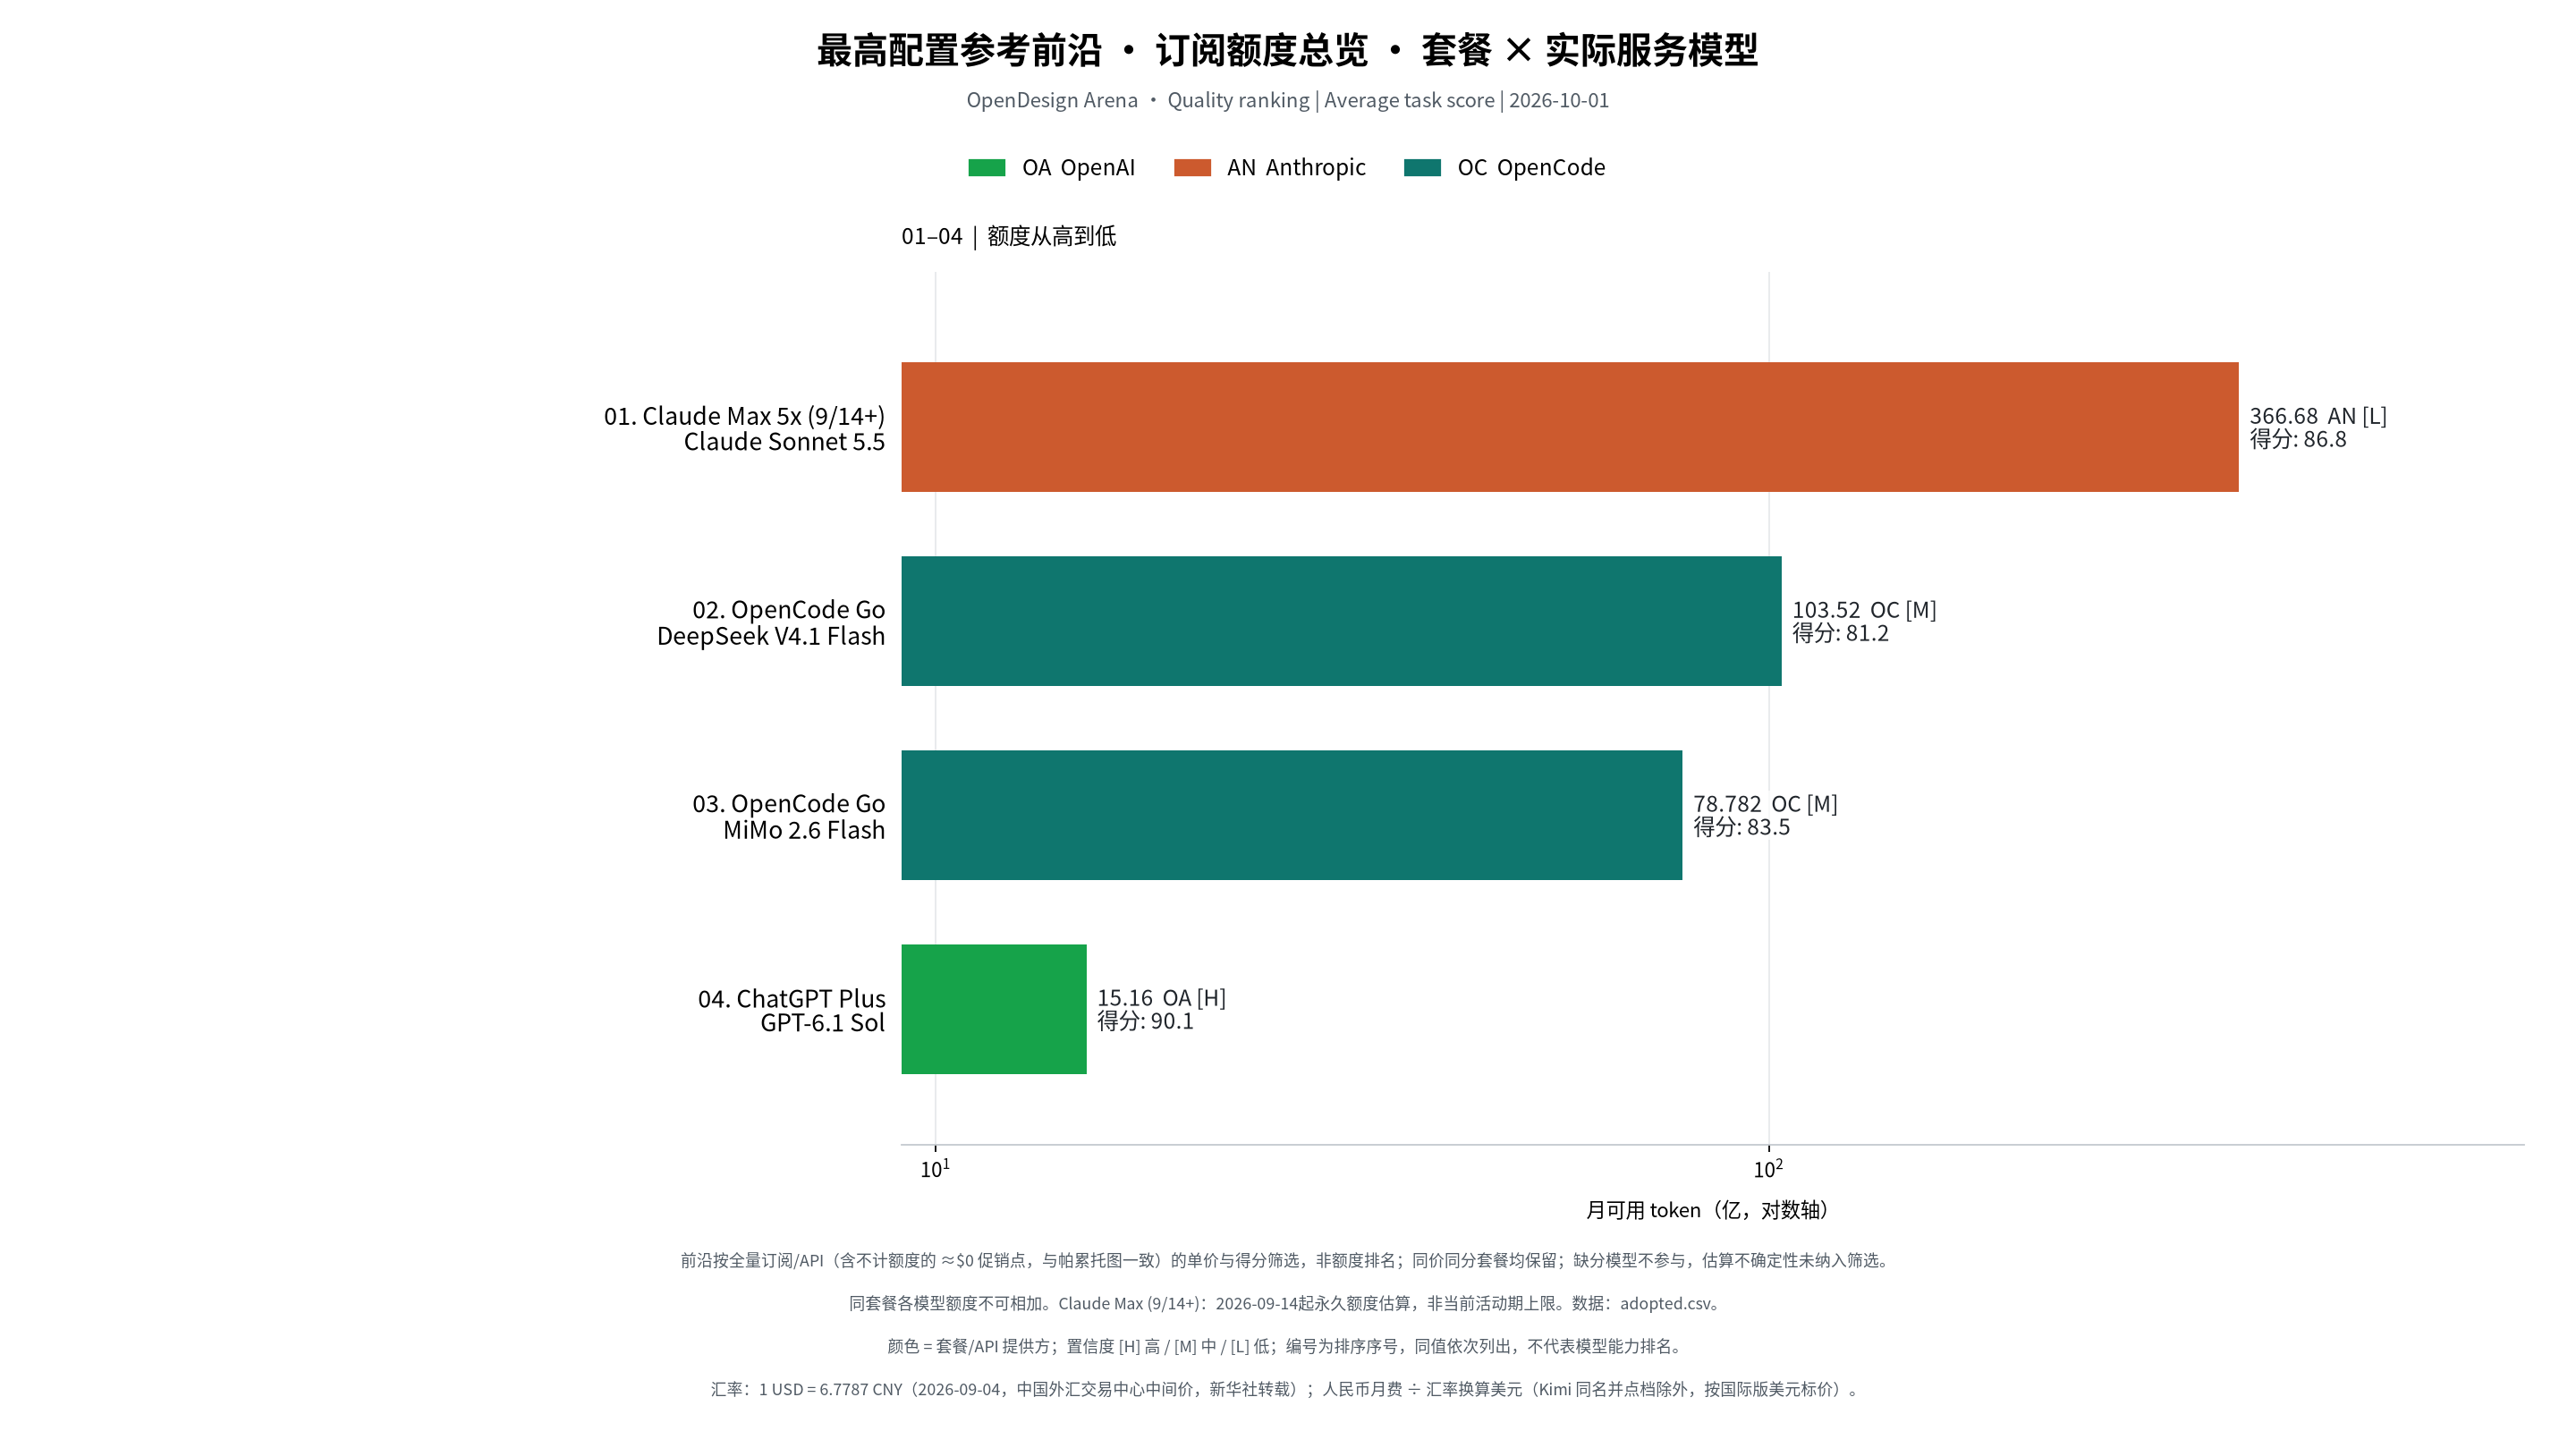 最高配置参考前沿 · 订阅额度总览 · 套餐 × 实际服务模型
OpenDesign Arena · Quality ranking | Average task score | 2026-10-01
OA OpenAI
AN Anthropic
OC OpenCode
01–04 | 额度从高到低
01. Claude Max 5x (9/14+)
Claude Sonnet 5.5
366.68 AN [L]
得分: 86.8
02. OpenCode Go
DeepSeek V4.1 Flash
103.52 OC [M]
得分: 81.2
03. OpenCode Go
MiMo 2.6 Flash
78.782 OC [M]
得分: 83.5
04. ChatGPT Plus
GPT-6.1 Sol
15.16 OA [H]
得分: 90.1
10¹
10²
月可用 token（亿，对数轴）
前沿按全量订阅/API（含不计额度的 ≈$0 促销点，与帕累托图一致）的单价与得分筛选，非额度排名；同价同分套餐均保留；缺分模型不参与，估算不确定性未纳入筛选。
同套餐各模型额度不可相加。Claude Max (9/14+)：2026-09-14起永久额度估算，非当前活动期上限。数据：adopted.csv。
颜色 = 套餐/API 提供方；置信度 [H] 高 / [M] 中 / [L] 低；编号为排序序号，同值依次列出，不代表模型能力排名。
汇率：1 USD = 6.7787 CNY（2026-09-04，中国外汇交易中心中间价，新华社转载）；人民币月费 ÷ 汇率换算美元（Kimi 同名并点档除外，按国际版美元标价）。